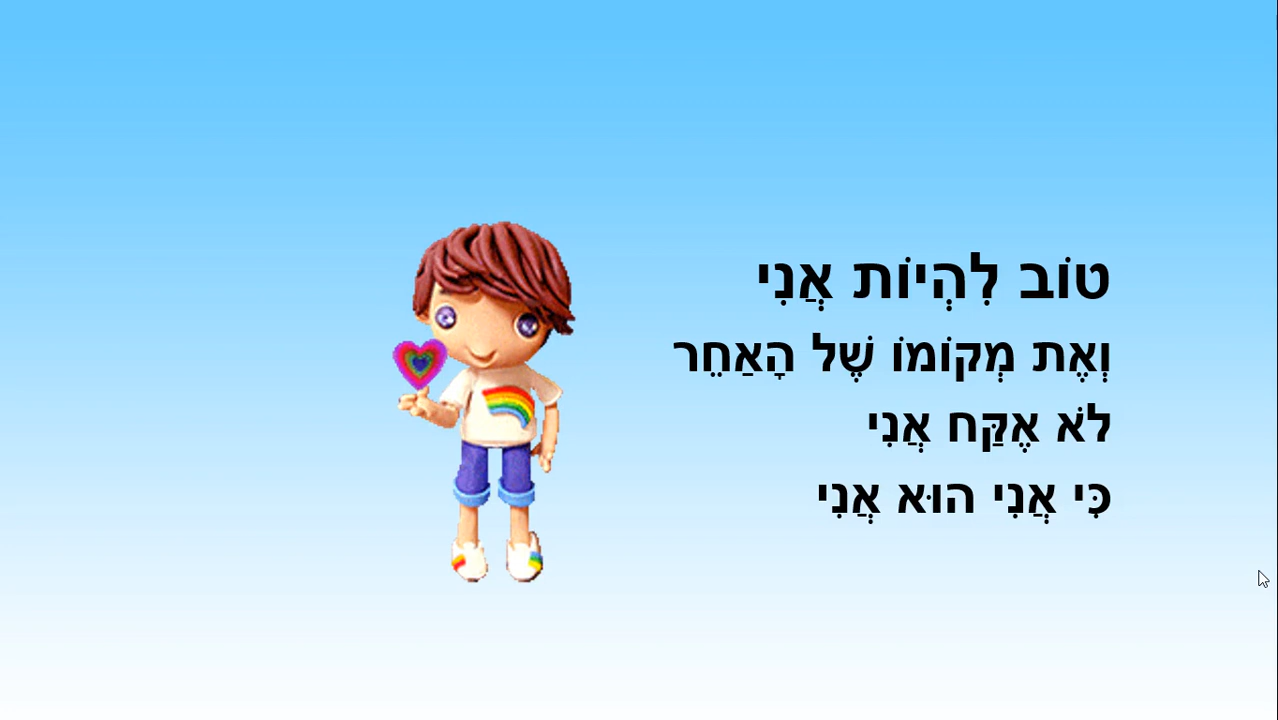 טוֹב לִהְיוֹת אֲנִי
וְאֶת מְקוֹמוֹ שֶׁל הָאַחֵר
לֹא אֶקַּח אֲנִי
כִּי אֲנִי הוּא אֲנִי